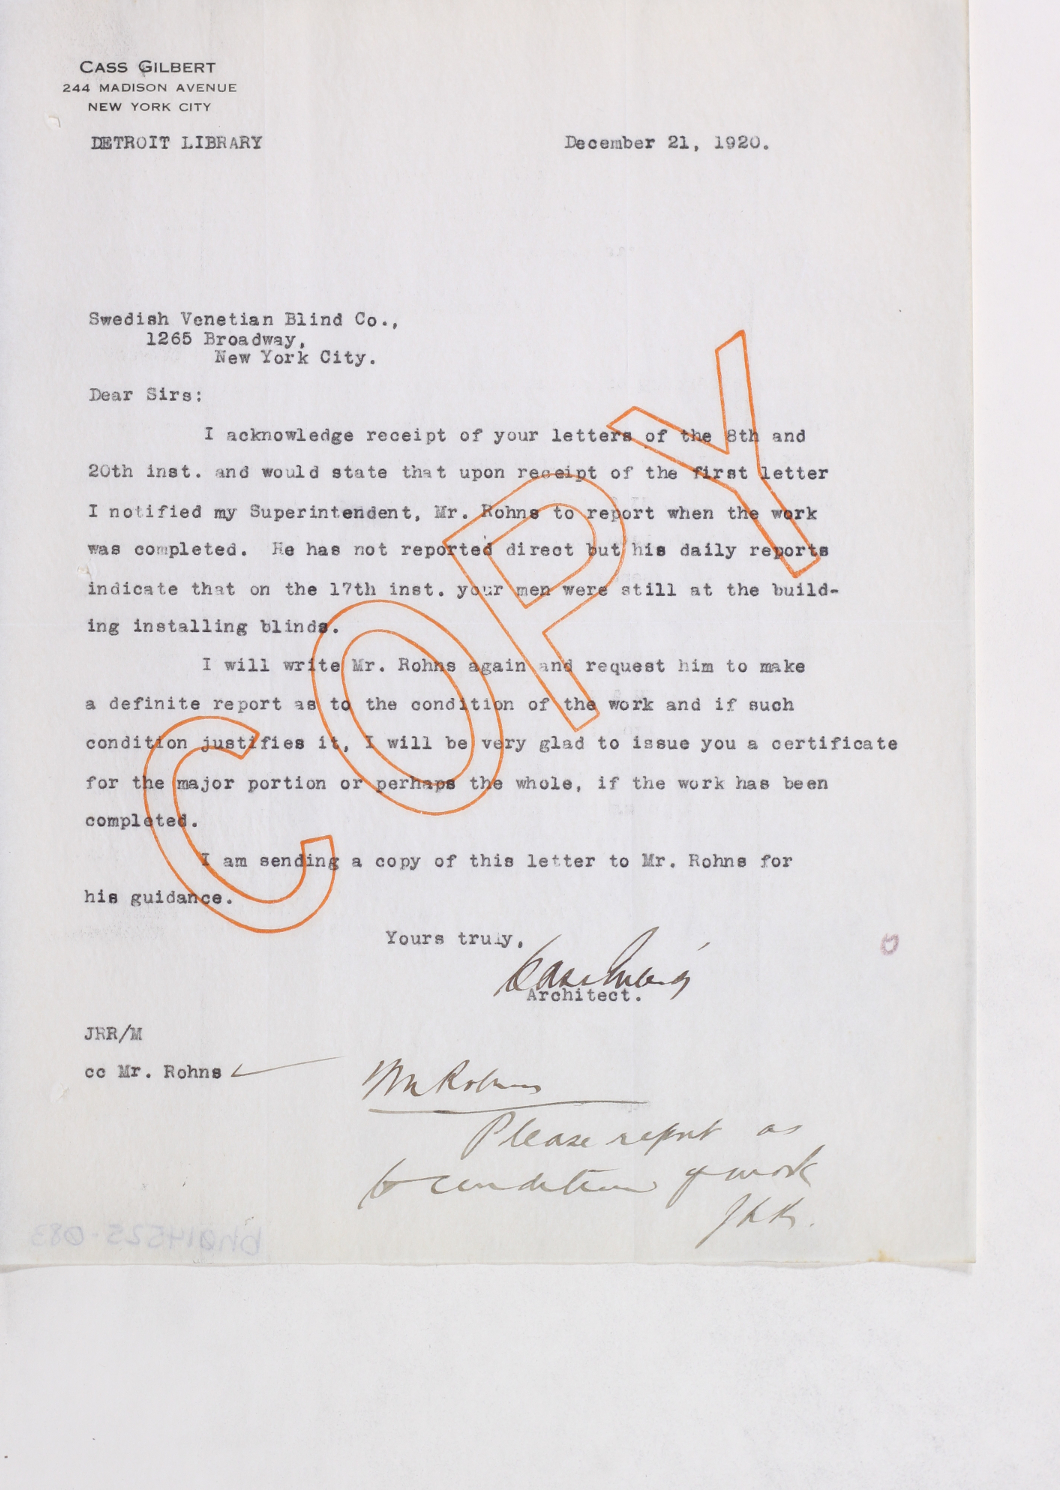 CASS GILBERT
244 MADISON AVENUE
NEW YORK CITY
DETROIT LIBRARY
December 21, 1920.
Swedish Venetian Blind Co.,
1265 Broadway,
New York City.
Dear Sirs:
I acknowledge receipt of your letters of the 8th and
20th inst. and would state that upon receipt of the first letter
I notified my Superintendent, Mr. Rohns to report when the work
was completed. He has not reported direct but his daily reports
indicate that on the 17th inst. your men were still at the build-
ing installing blinds.
I will write Mr. Rohns again and request him to make
a definite report as to the condition of the work and if such
condition justifies it, I will be very glad to issue you a certificate
for the major portion or perhaps the whole, if the work has been
completed.
I am sending a copy of this letter to Mr. Rohns for
his guidance.
COPY
Yours truly,
Cass Gilbert
Architect.
JRR/M
cc Mr. Rohns
Mr Rohns
Please report as
to condition of work
JRR.
bh014525-083